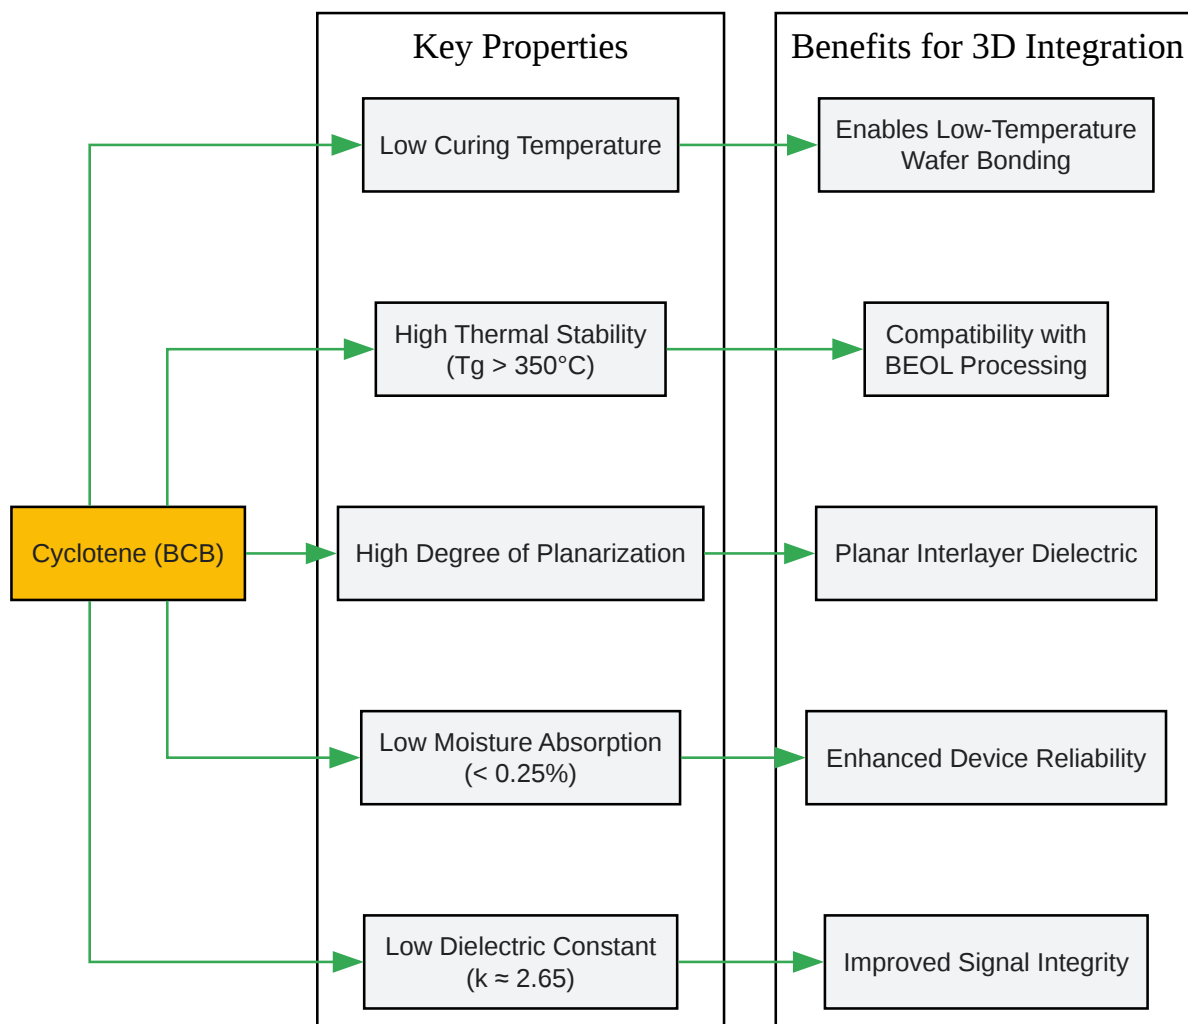 Key Properties
Benefits for 3D Integration
Low Curing Temperature
Enables Low-Temperature
Wafer Bonding
High Thermal Stability
(Tg > 350°C)
Compatibility with
BEOL Processing
Cyclotene (BCB)
High Degree of Planarization
Planar Interlayer Dielectric
Low Moisture Absorption
(< 0.25%)
Enhanced Device Reliability
Low Dielectric Constant
(k ≈ 2.65)
Improved Signal Integrity